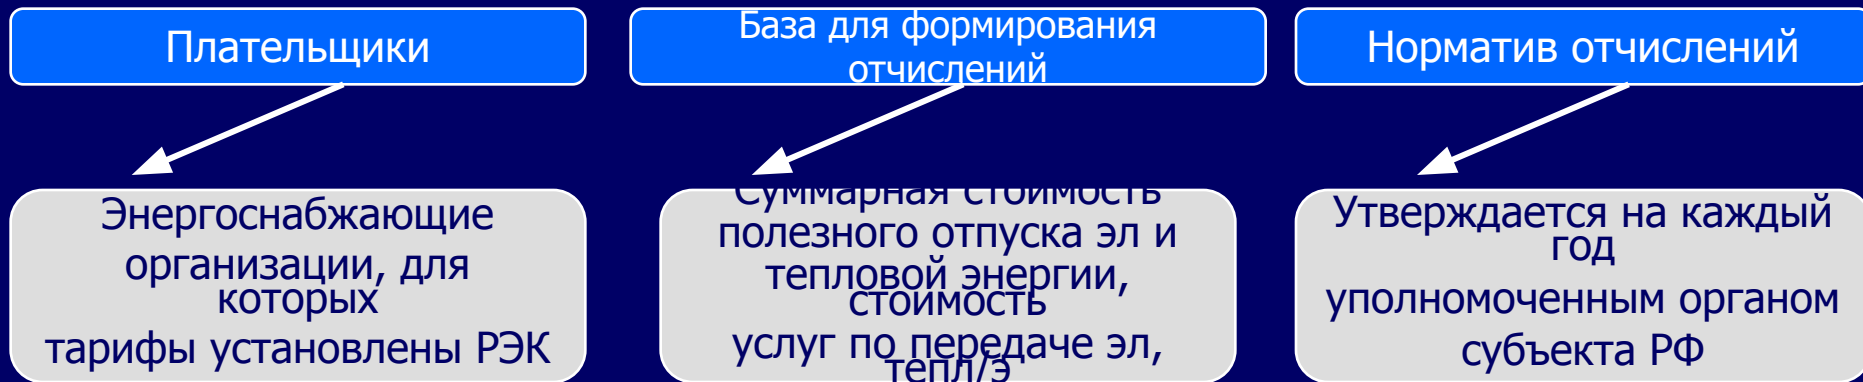 Плательщики
База для формирования
отчислений
Норматив отчислений
Энергоснабжающие
организации, для
которых
тарифы установлены РЭК
Суммарная стоимость
полезного отпуска эл и
тепловой энергии,
стоимость
услуг по передаче эл,
тепл/э
Утверждается на каждый
год
уполномоченным органом
субъекта РФ